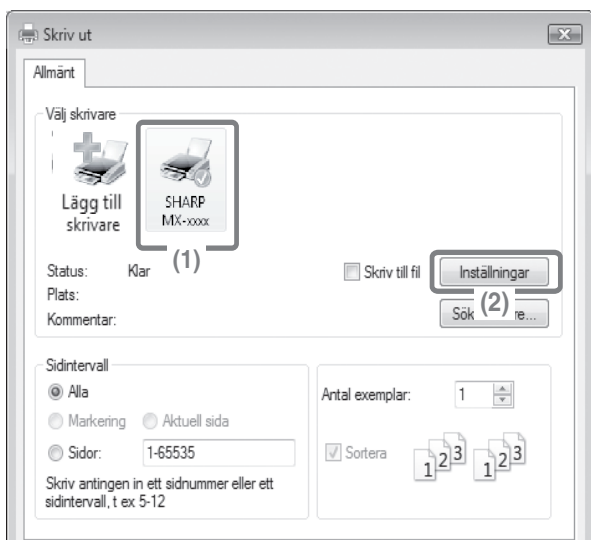 Skriv ut
Allmänt
Välj skrivare
Lägg till
skrivare
SHARP
MX-xxxx
(1)
Status: Klar
Skriv till fil
Inställningar
Plats:
(2)
Kommentar:
Sidintervall
Alla
Markering
Aktuell sida
Sidor:
1-65535
Skriv antingen in ett sidnummer eller ett
sidintervall, t ex 5-12
Antal exemplar:
1
Sortera
1 2 3
1 2 3